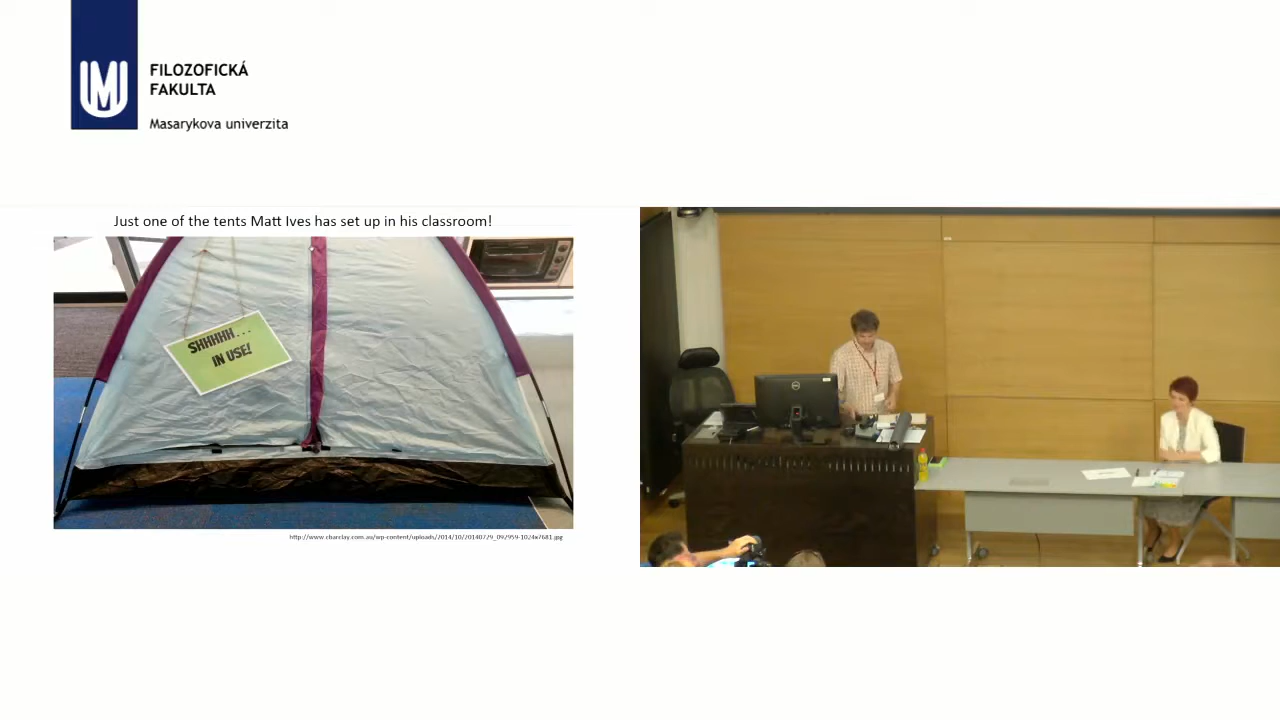 FILOZOFICKÁ
FAKULTA
Masarykova univerzita
Just one of the tents Matt Ives has set up in his classroom!
SHHHHH...
IN USE!